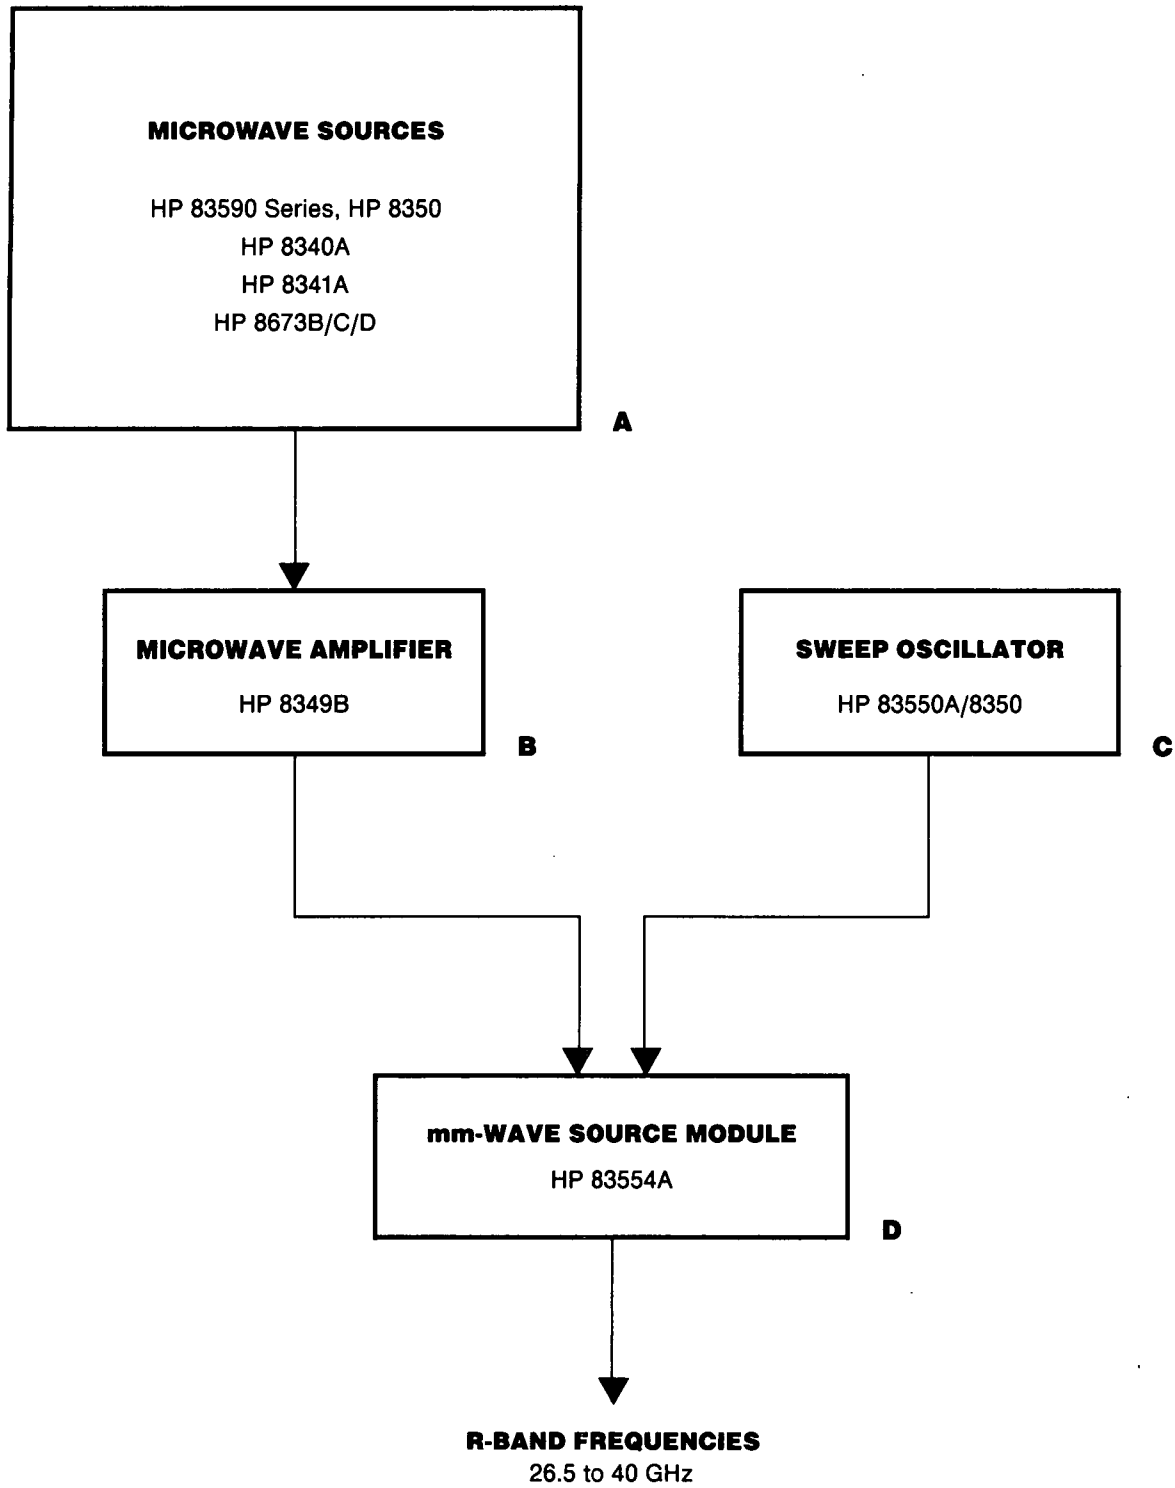 MICROWAVE SOURCES
HP 83590 Series, HP 8350
HP 8340A
HP 8341A
HP 8673B/C/D
A
MICROWAVE AMPLIFIER
HP 8349B
B
SWEEP OSCILLATOR
HP 83550A/8350
C
mm-WAVE SOURCE MODULE
HP 83554A
D
R-BAND FREQUENCIES
26.5 to 40 GHz